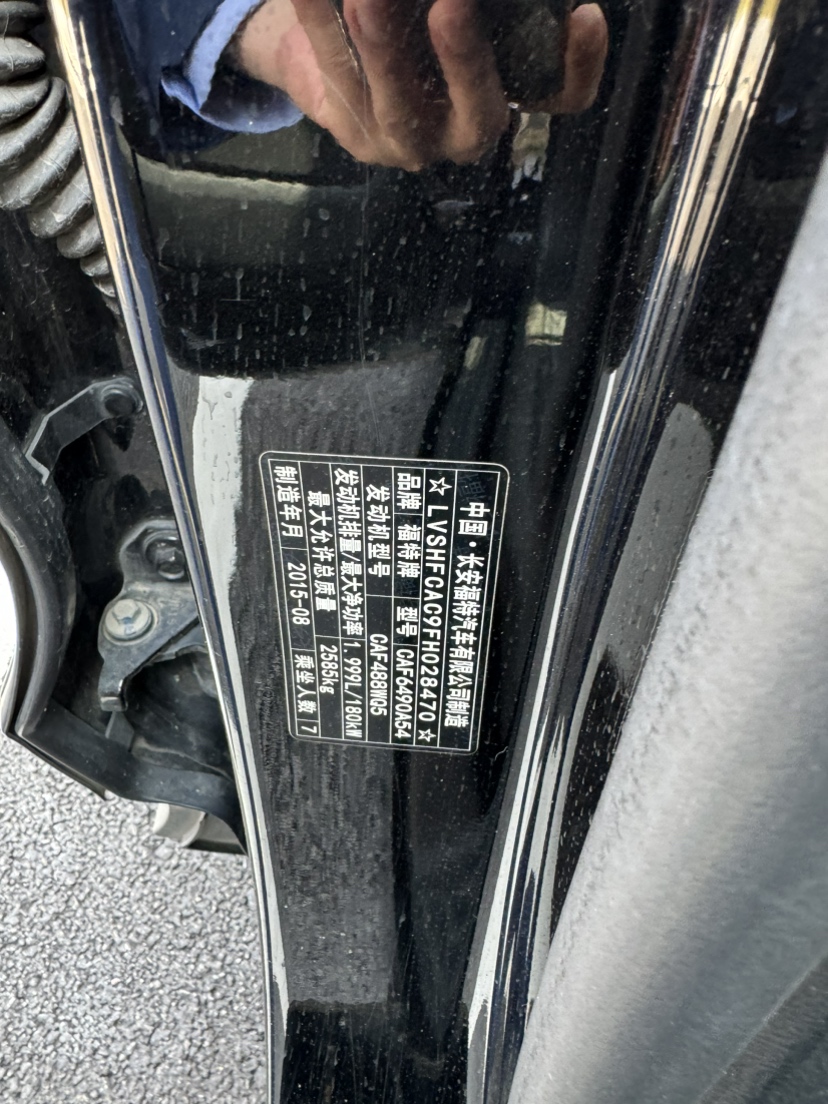 中国·长安福特汽车有限公司制造
☆LVSHFCAC9FH028470☆
品牌 福特牌 型号 CAF6490A54
发动机型号 CAF488WQ5
发动机排量/最大净功率 1.999L/180kW
最大允许总质量 2585kg
制造年月 2015-08 乘坐人数 7